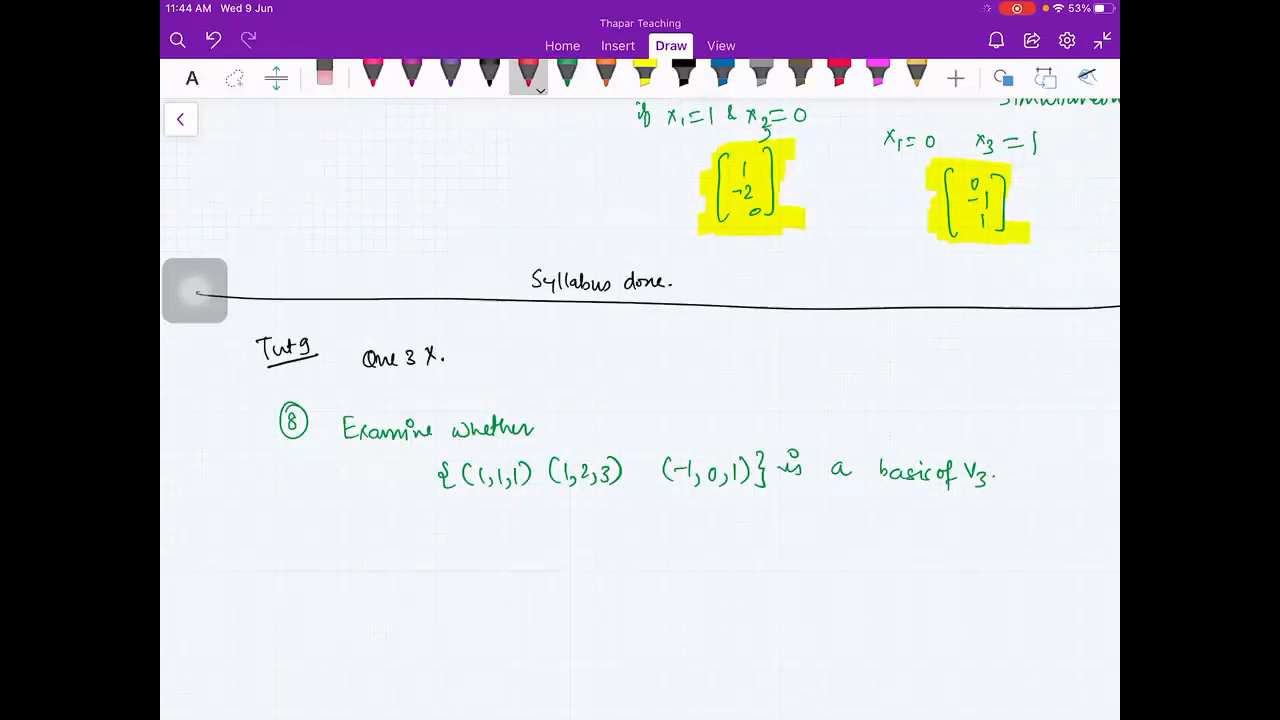 11:44 AM Wed 9 Jun
53%
Thapar Teaching
Home Insert Draw View
A
if x₁=1 & x₂=0
3
x₁=0 x₃=1
[1 -2 0]
[0 -1 1]
Syllabus done.
Tut 9 Que 3 X.
8 Examine whether
{(1,1,1) (1,2,3) (-1,0,1)} is a basis of V₃.